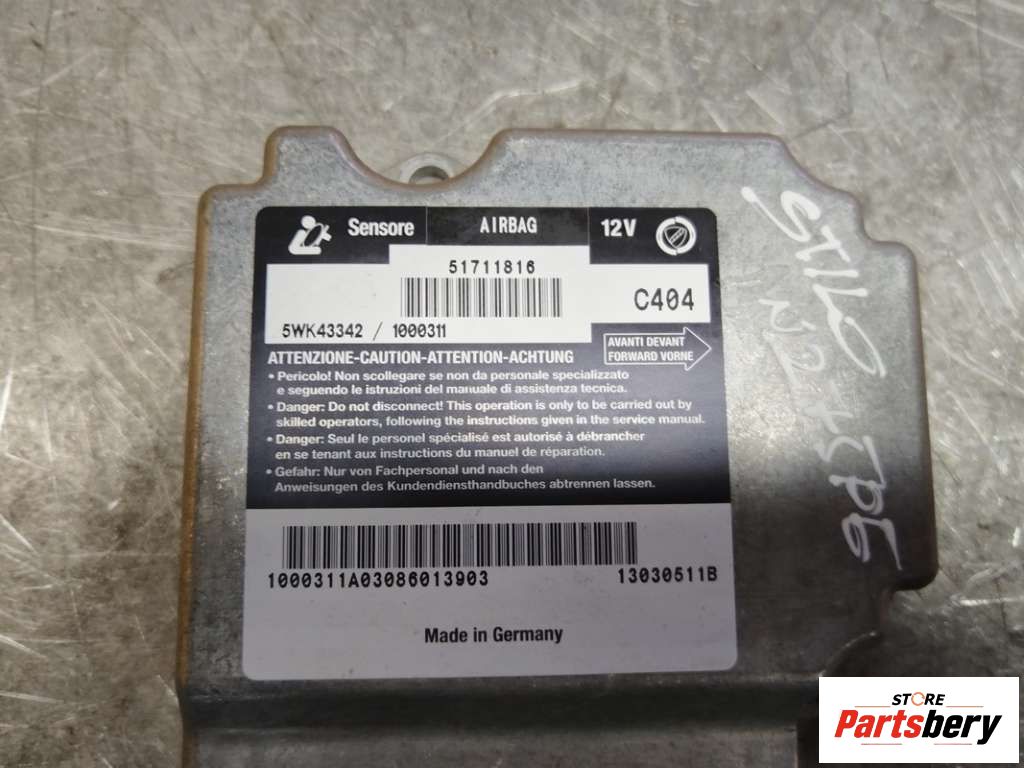 Sensore AIRBAG 12V
51711816
C404
5WK43342 / 1000311
AVANTI DEVANT
FORWARD VORNE
ATTENZIONE-CAUTION-ATTENTION-ACHTUNG
• Pericolo! Non scollegare se non da personale specializzato
e seguendo le istruzioni del manuale di assistenza tecnica.
• Danger: Do not disconnect! This operation is only to be carried out by
skilled operators, following the instructions given in the service manual.
• Danger: Seul le personel spécialisé est autorisé à débrancher
en se tenant aux instructions du manuel de réparation.
• Gefahr: Nur von Fachpersonal und nach den
Anweisungen des Kundendiensthandbuches abtrennen lassen.
1000311A03086013903 13030511B
Made in Germany
STILO
STORE
Partsbery